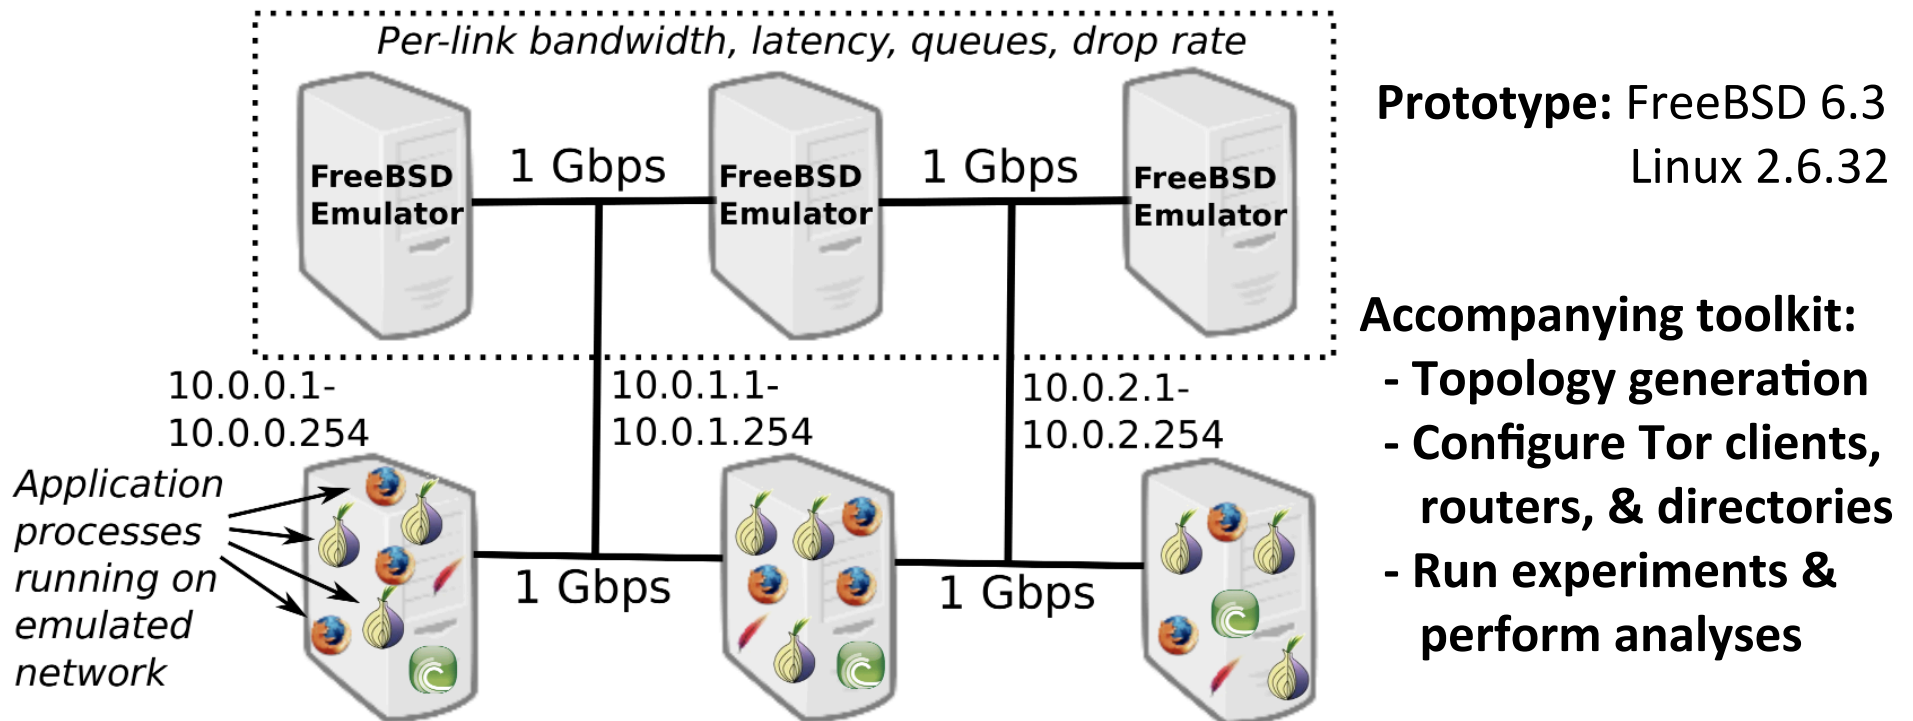 Per-link bandwidth, latency, queues, drop rate
FreeBSD
Emulator
1 Gbps
FreeBSD
Emulator
1 Gbps
FreeBSD
Emulator
10.0.0.1-
10.0.0.254
10.0.1.1-
10.0.1.254
10.0.2.1-
10.0.2.254
Application
processes
running on
emulated
network
1 Gbps
1 Gbps
Prototype: FreeBSD 6.3
Linux 2.6.32
Accompanying toolkit:
- Topology generation
- Configure Tor clients,
routers, & directories
- Run experiments &
perform analyses